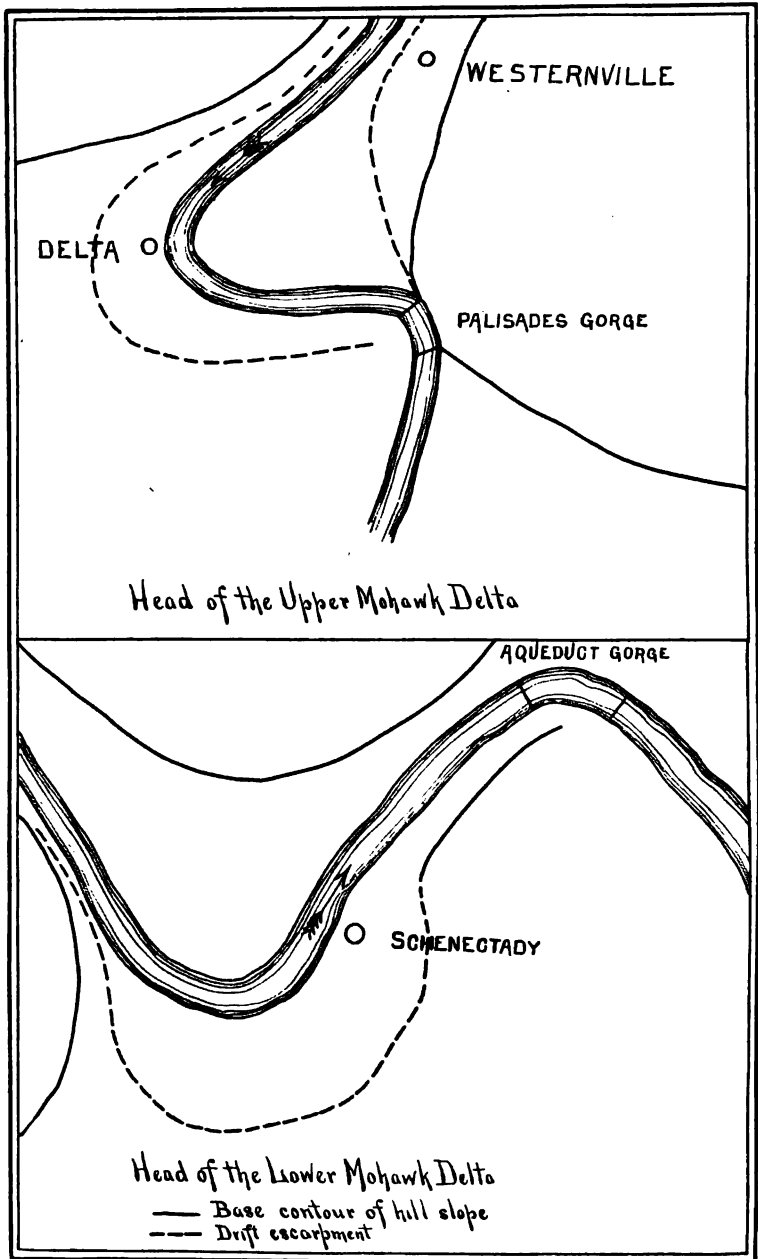 WESTERNVILLE
DELTA
PALISADES GORGE
Head of the Upper Mohawk Delta
AQUEDUCT GORGE
SCHENECTADY
Head of the Lower Mohawk Delta
Base contour of hill slope
Drift escarpment